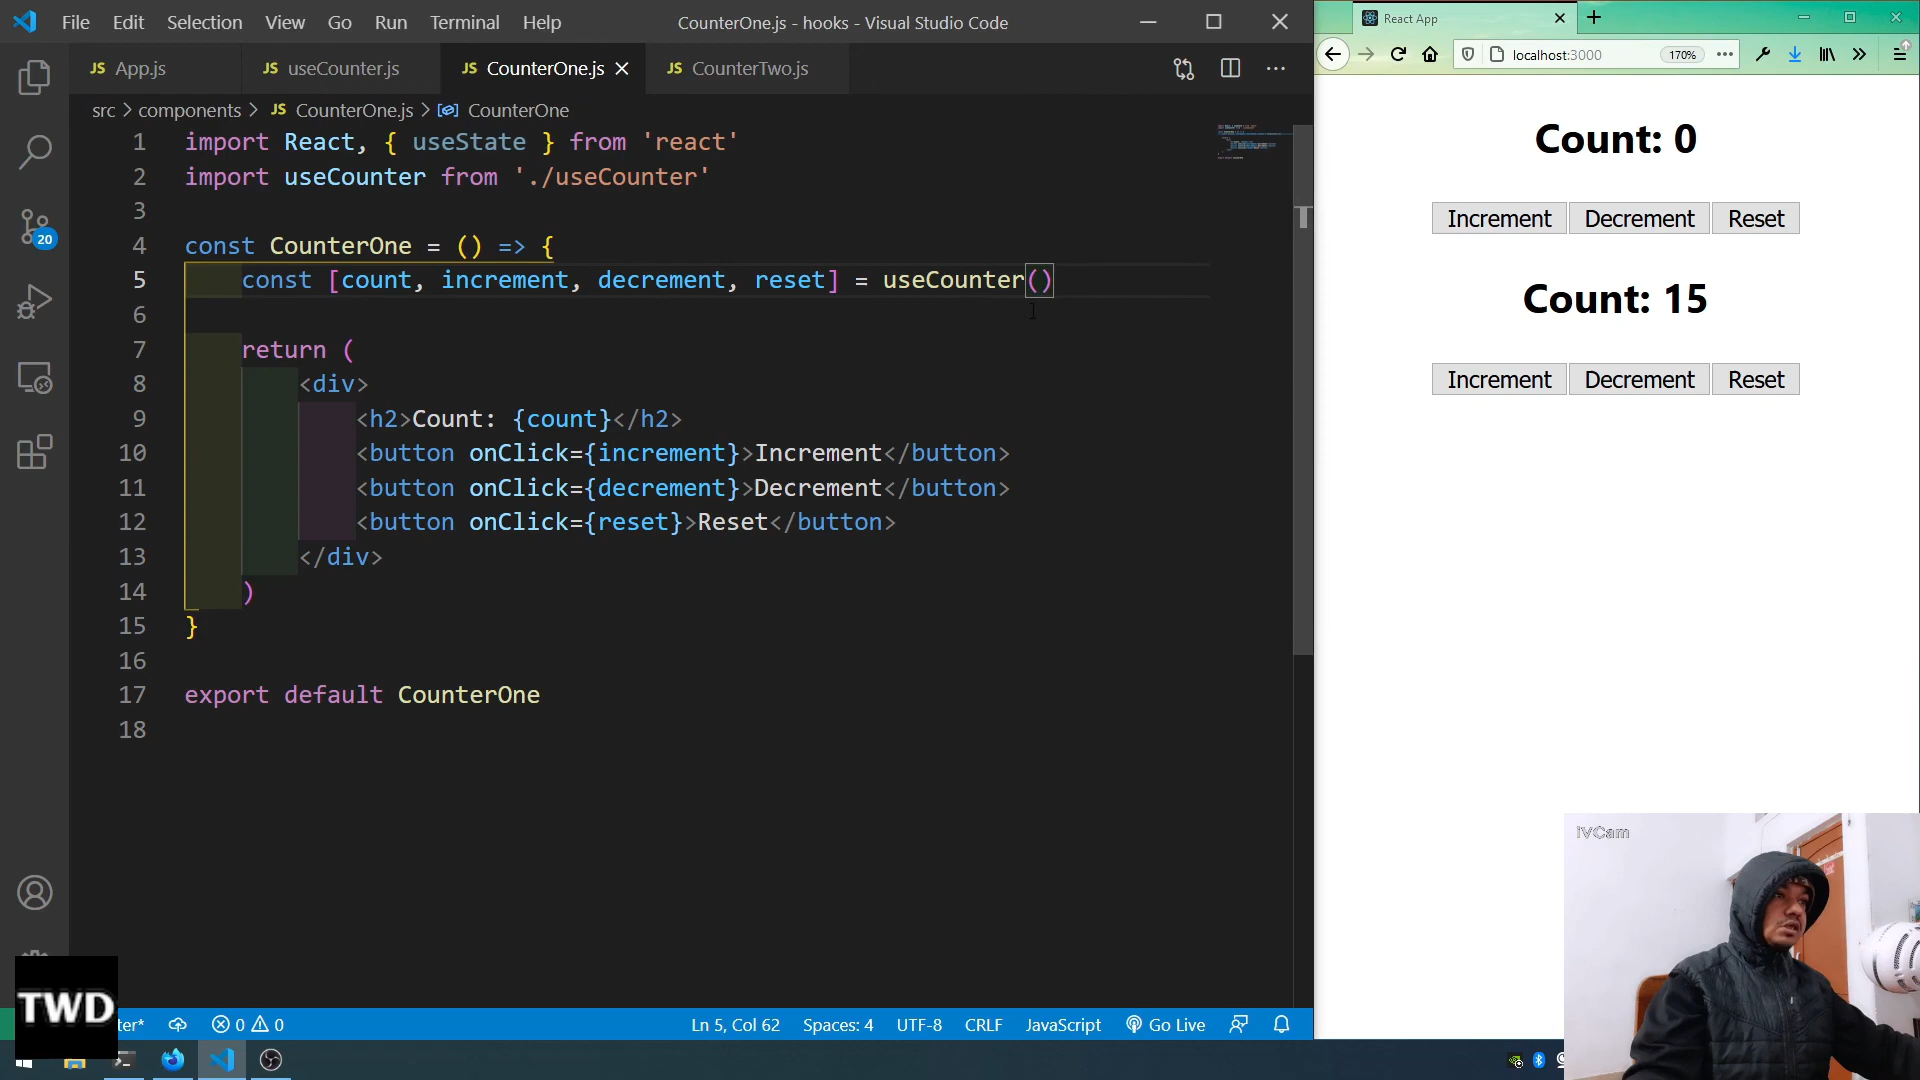 File Edit Selection View Go Run Terminal Help
CounterOne.js - hooks - Visual Studio Code
JS App.js JS useCounter.js JS CounterOne.js JS CounterTwo.js
src > components > JS CounterOne.js > CounterOne
1 import React, { useState } from 'react'
2 import useCounter from './useCounter'
3
4 const CounterOne = () => {
5 const [count, increment, decrement, reset] = useCounter()
6
7 return (
8 <div>
9 <h2>Count: {count}</h2>
10 <button onClick={increment}>Increment</button>
11 <button onClick={decrement}>Decrement</button>
12 <button onClick={reset}>Reset</button>
13 </div>
14 )
15 }
16
17 export default CounterOne
18
20
TWD
ter* 0 0
Ln 5, Col 62 Spaces: 4 UTF-8 CRLF JavaScript Go Live
React App
localhost:3000 170%
Count: 0
Increment Decrement Reset
Count: 15
Increment Decrement Reset
iVCam